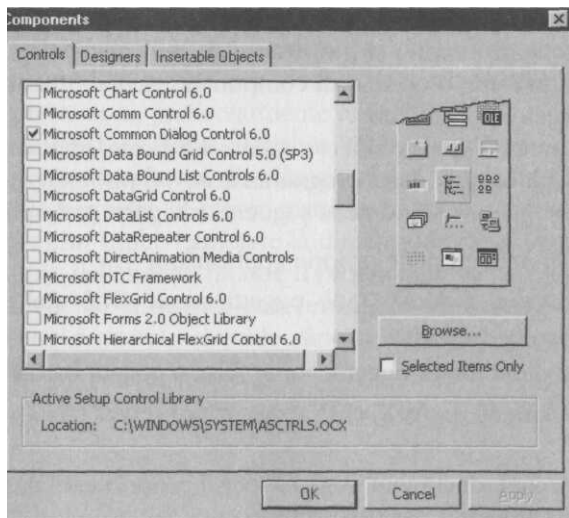 Components
Controls
Designers
Insertable Objects
Microsoft Chart Control 6.0
Microsoft Comm Control 6.0
Microsoft Common Dialog Control 6.0
Microsoft Data Bound Grid Control 5.0 (SP3)
Microsoft Data Bound List Controls 6.0
Microsoft DataGrid Control 6.0
Microsoft DataList Controls 6.0
Microsoft DataRepeater Control 6.0
Microsoft DirectAnimation Media Controls
Microsoft DTC Framework
Microsoft FlexGrid Control 6.0
Microsoft Forms 2.0 Object Library
Microsoft Hierarchical FlexGrid Control 6.0
OLE
Browse...
Selected Items Only
Active Setup Control Library
Location: C:\WINDOWS\SYSTEM\ASCTRLS.OCX
OK
Cancel
Apply